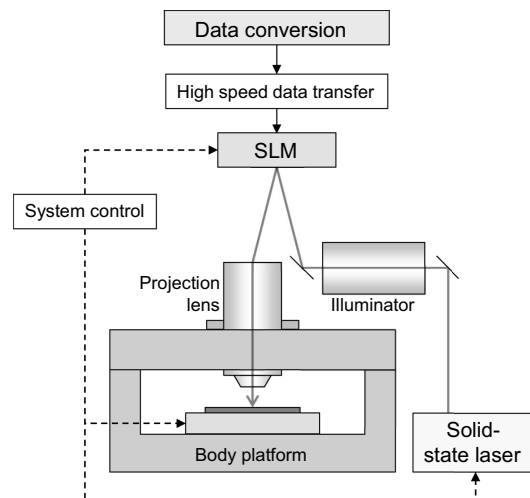 Data conversion
High speed data transfer
SLM
System control
Projection
lens
Illuminator
Solid-
state laser
Body platform